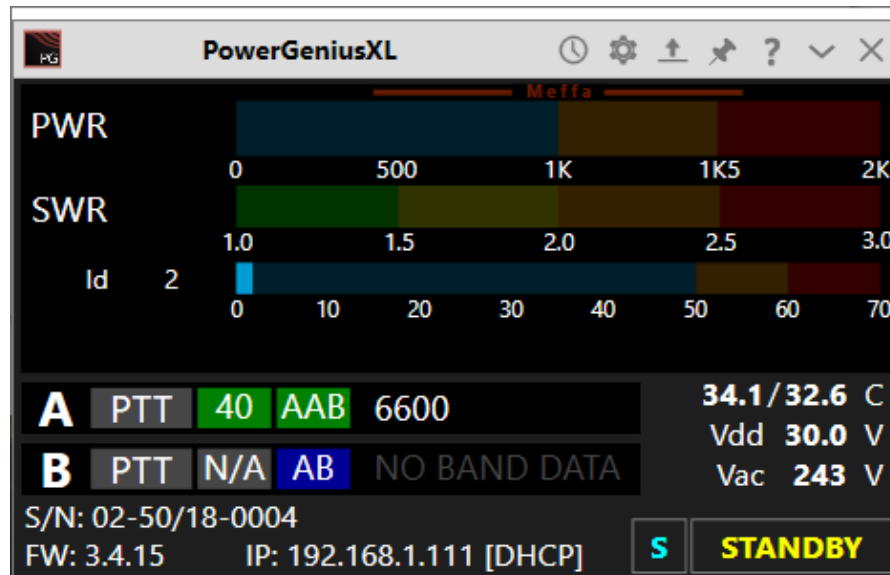 PG PowerGeniusXL ?
Meffa
PWR
0 500 1K 1K5 2K
SWR
1.0 1.5 2.0 2.5 3.0
Id 2
0 10 20 30 40 50 60 70
A PTT 40 AAB 6600 34.1/32.6 C
Vdd 30.0 V
B PTT N/A AB NO BAND DATA Vac 243 V
S/N: 02-50/18-0004
FW: 3.4.15 IP: 192.168.1.111 [DHCP] S STANDBY